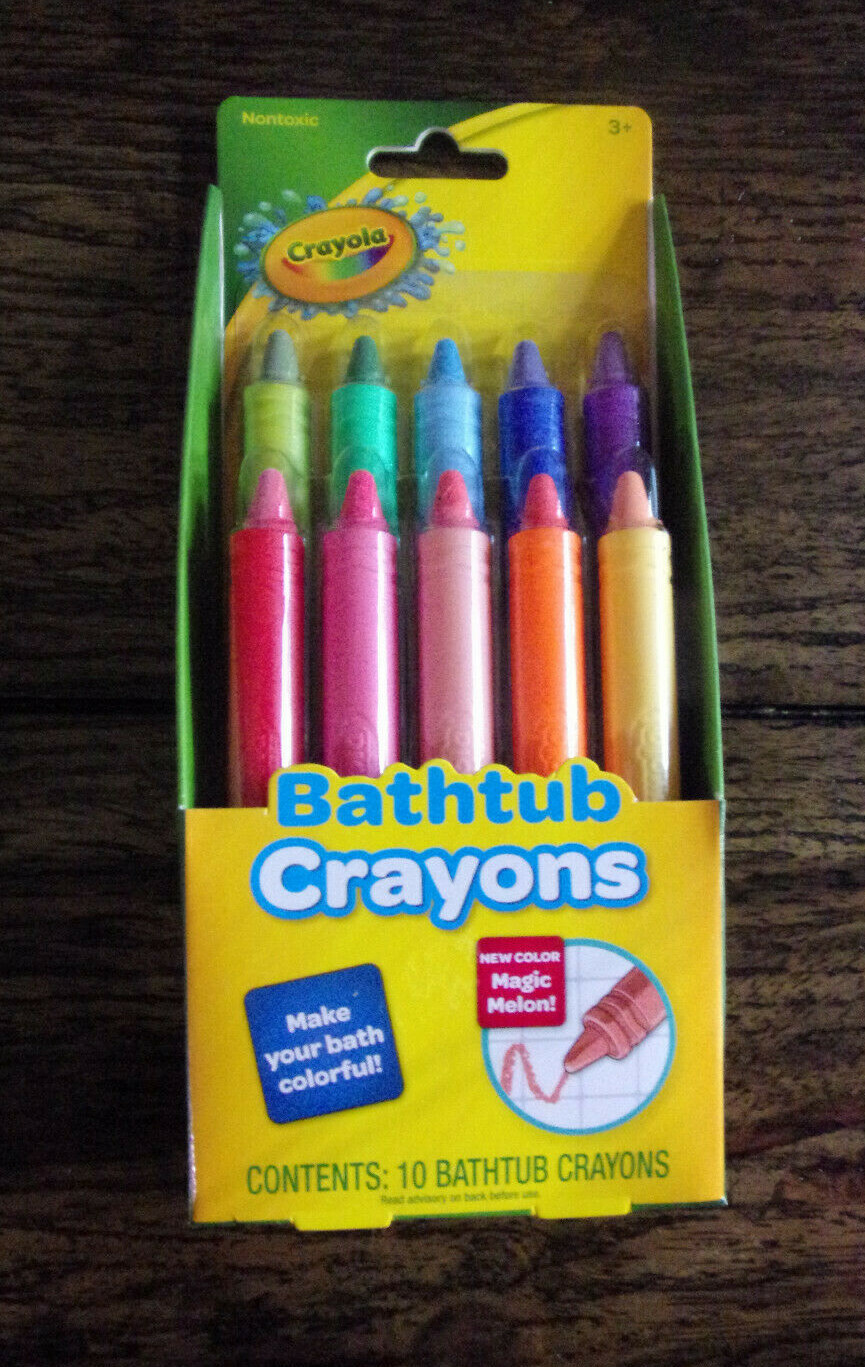 Nontoxic
3+
Crayola
Bathtub
Crayons
NEW COLOR
Magic
Melon!
Make
your bath
colorful!
CONTENTS: 10 BATHTUB CRAYONS
Read advisory on back before use.